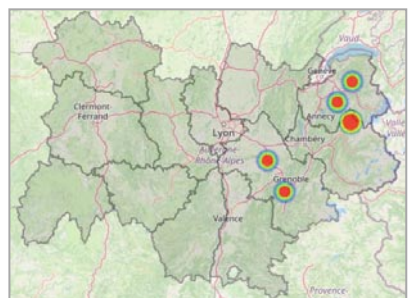 Vaud
Genève
Clermont-
Ferrand
Annecy
Lyon
Auvergne-
Rhône-Alpes
Chambéry
Grenoble
Valence
Provence-